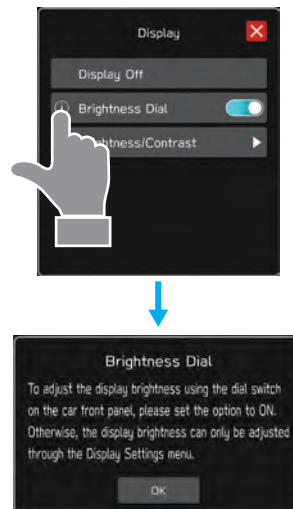 Display
Display Off
Brightness Dial
htness/Contrast
Brightness Dial
To adjust the display brightness using the dial switch
on the car front panel, please set the option to ON.
Otherwise, the display brightness can only be adjusted
through the Display Settings menu.
OK